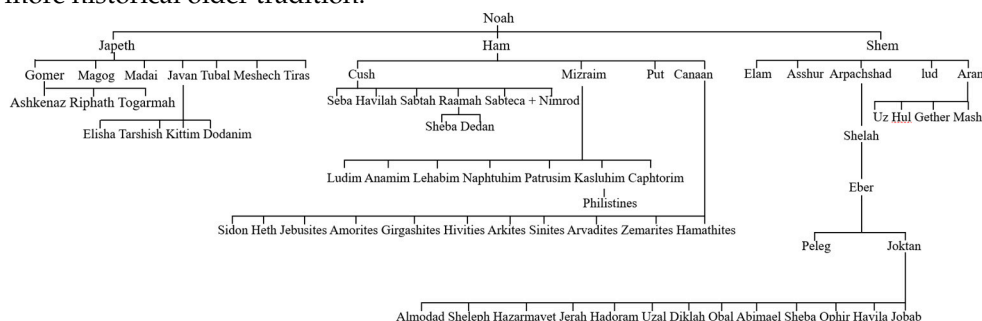 more historical older tradition.
Noah
Japeth Ham Shem
Gomer Magog Madai Javan Tubal Meshech Tiras Cush Mizraim Put Canaan Elam Asshur Arpachshad lud Aram
Ashkenaz Riphath Togarmah Seba Havilah Sabtah Raamah Sabteca + Nimrod Uz Hul Gether Mash
Elisha Tarshish Kittim Dodanim Sheba Dedan Shelah
Ludim Anamim Lehabim Naphtuhim Patrusim Kasluhim Caphtorim Eber
Philistines
Sidon Heth Jebusites Amorites Girgashites Hivities Arkites Sinites Arvadites Zemarites Hamathites Peleg Joktan
Almodad Sheleph Hazarmavet Jerah Hadoram Uzal Diklah Obal Abimael Sheba Ophir Havila Jobab